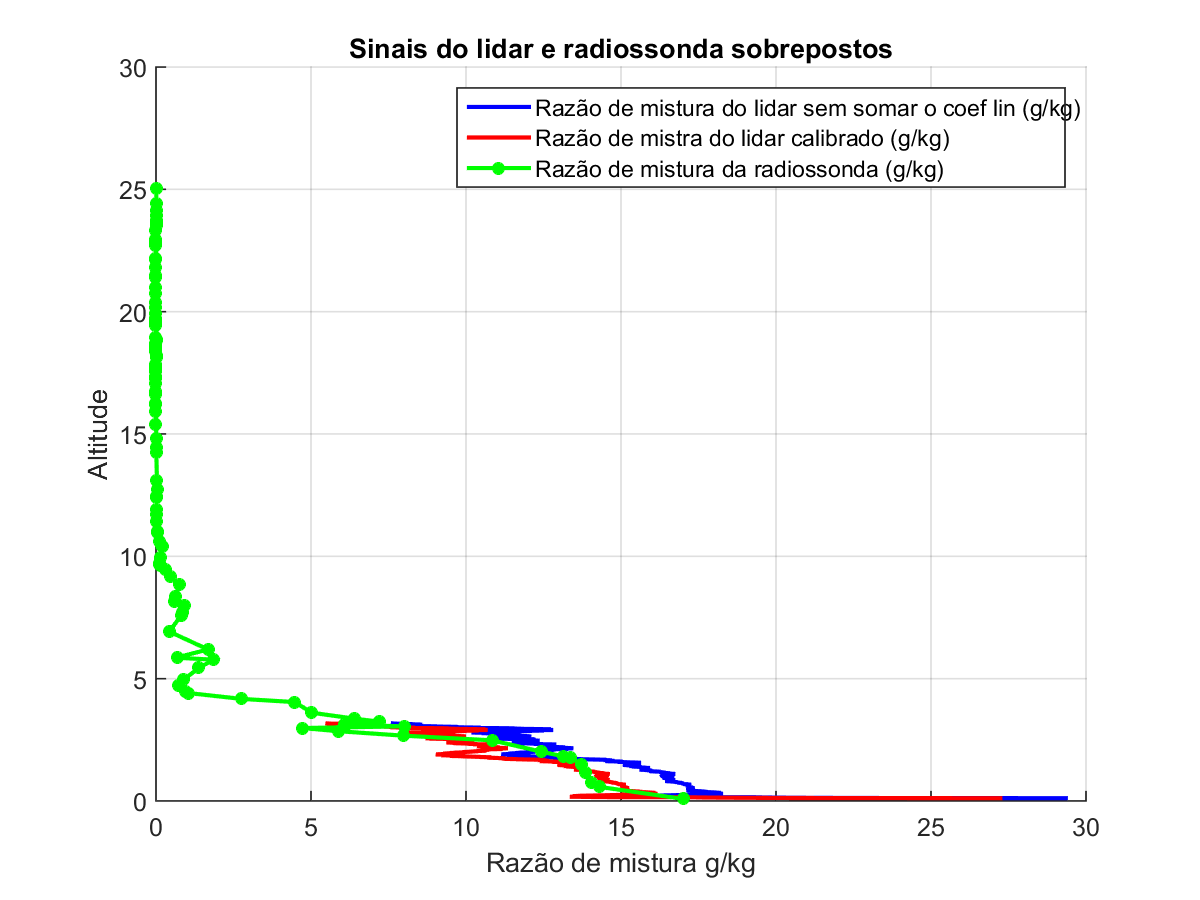 Sinais do lidar e radiossonda sobrepostos
30
Razão de mistura do lidar sem somar o coef lin (g/kg)
Razão de mistra do lidar calibrado (g/kg)
Razão de mistura da radiossonda (g/kg)
25
20
15
10
5
0
Altitude
0 5 10 15 20 25 30
Razão de mistura g/kg